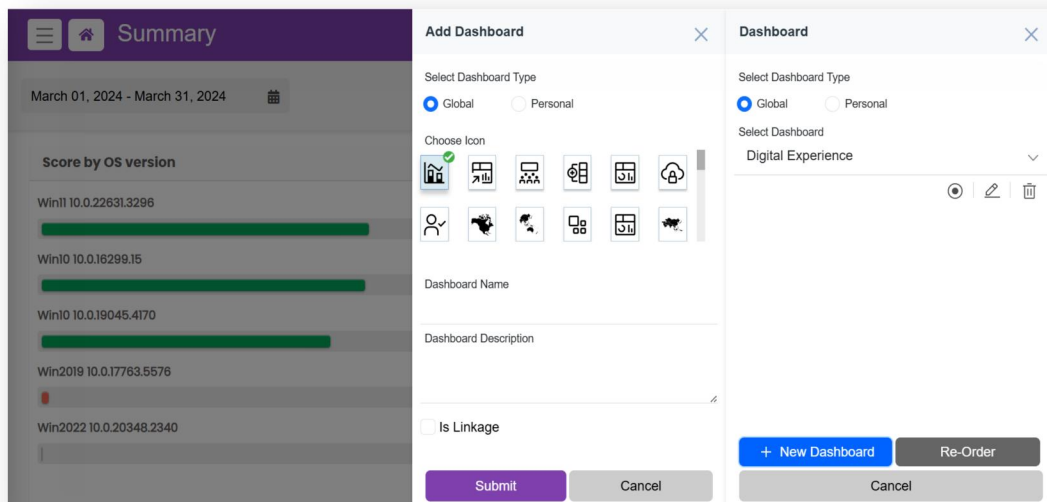 Summary
March 01, 2024 - March 31, 2024
Score by OS version
Win11 10.0.22631.3296
Win10 10.0.16299.15
Win10 10.0.19045.4170
Win2019 10.0.17763.5576
Win2022 10.0.20348.2340
Add Dashboard
Select Dashboard Type
Global Personal
Choose Icon
Dashboard Name
Dashboard Description
Is Linkage
Submit Cancel
Dashboard
Select Dashboard Type
Global Personal
Select Dashboard
Digital Experience
+ New Dashboard Re-Order
Cancel